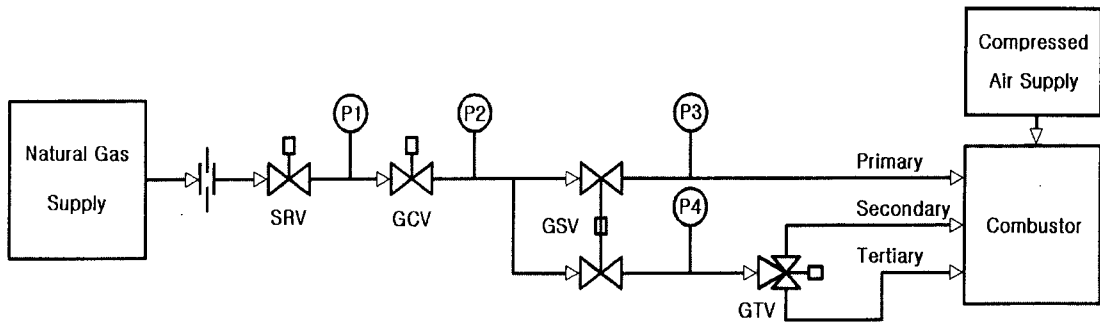 Compressed
Air Supply
P1
P2
P3
Natural Gas
Supply
Primary
SRV
GCV
GSV
P4
Secondary
Combustor
Tertiary
GTV